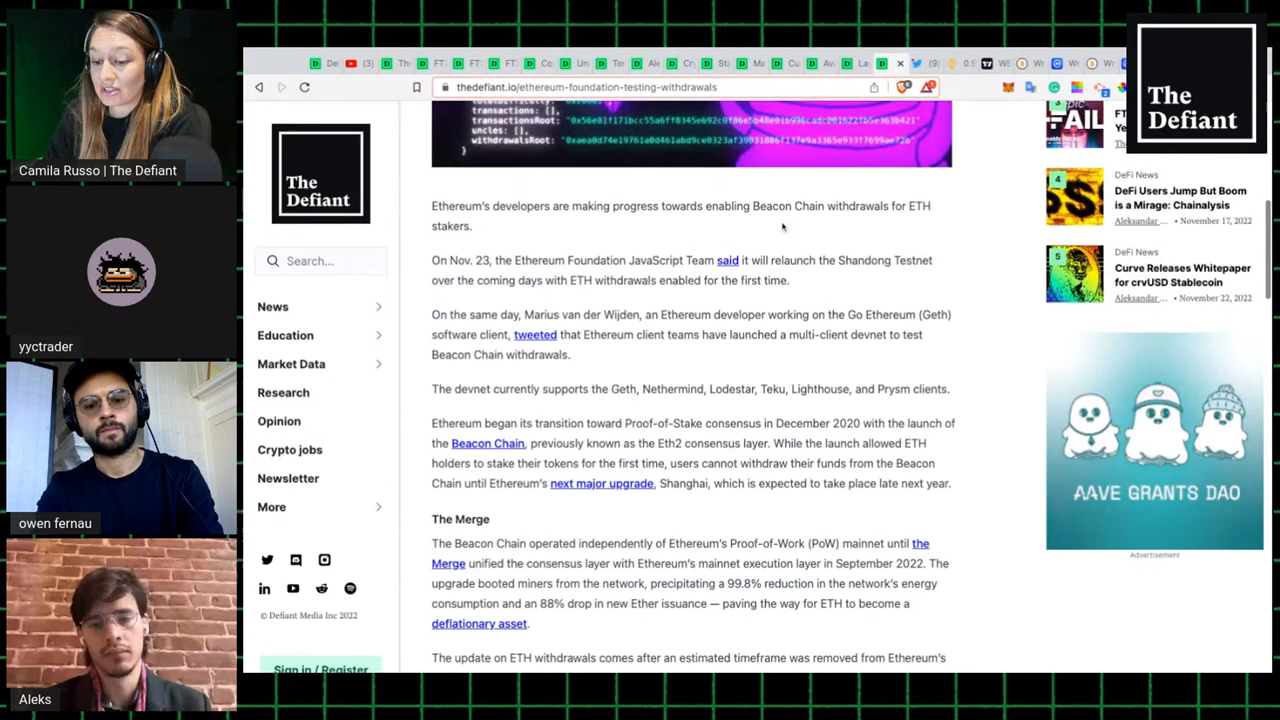 Camila Russo | The Defiant
yyctrader
owen fernau
Aleks
(3)
thedefiant.io/ethereum-foundation-testing-withdrawals
The
Defiant
Search...
News
Education
Market Data
Research
Opinion
Crypto jobs
Newsletter
More
© Defiant Media Inc 2022
Sign in / Register
transactions: [],
transactionsRoot:
uncles: [],
withdrawalsRoot:
Ethereum's developers are making progress towards enabling Beacon Chain withdrawals for ETH
stakers.
On Nov. 23, the Ethereum Foundation JavaScript Team said it will relaunch the Shandong Testnet
over the coming days with ETH withdrawals enabled for the first time.
On the same day, Marius van der Wijden, an Ethereum developer working on the Go Ethereum (Geth)
software client, tweeted that Ethereum client teams have launched a multi-client devnet to test
Beacon Chain withdrawals.
The devnet currently supports the Geth, Nethermind, Lodestar, Teku, Lighthouse, and Prysm clients.
Ethereum began its transition toward Proof-of-Stake consensus in December 2020 with the launch of
the Beacon Chain, previously known as the Eth2 consensus layer. While the launch allowed ETH
holders to stake their tokens for the first time, users cannot withdraw their funds from the Beacon
Chain until Ethereum's next major upgrade, Shanghai, which is expected to take place late next year.
The Merge
The Beacon Chain operated independently of Ethereum's Proof-of-Work (PoW) mainnet until the
Merge unified the consensus layer with Ethereum's mainnet execution layer in September 2022. The
upgrade booted miners from the network, precipitating a 99.8% reduction in the network's energy
consumption and an 88% drop in new Ether issuance — paving the way for ETH to become a
deflationary asset.
The update on ETH withdrawals comes after an estimated timeframe was removed from Ethereum's
The
Defiant
4
DeFi News
DeFi Users Jump But Boom
is a Mirage: Chainalysis
Aleksandar ... • November 17, 2022
5
DeFi News
Curve Releases Whitepaper
for crvUSD Stablecoin
Aleksandar ... • November 22, 2022
AAVE GRANTS DAO
Advertisement